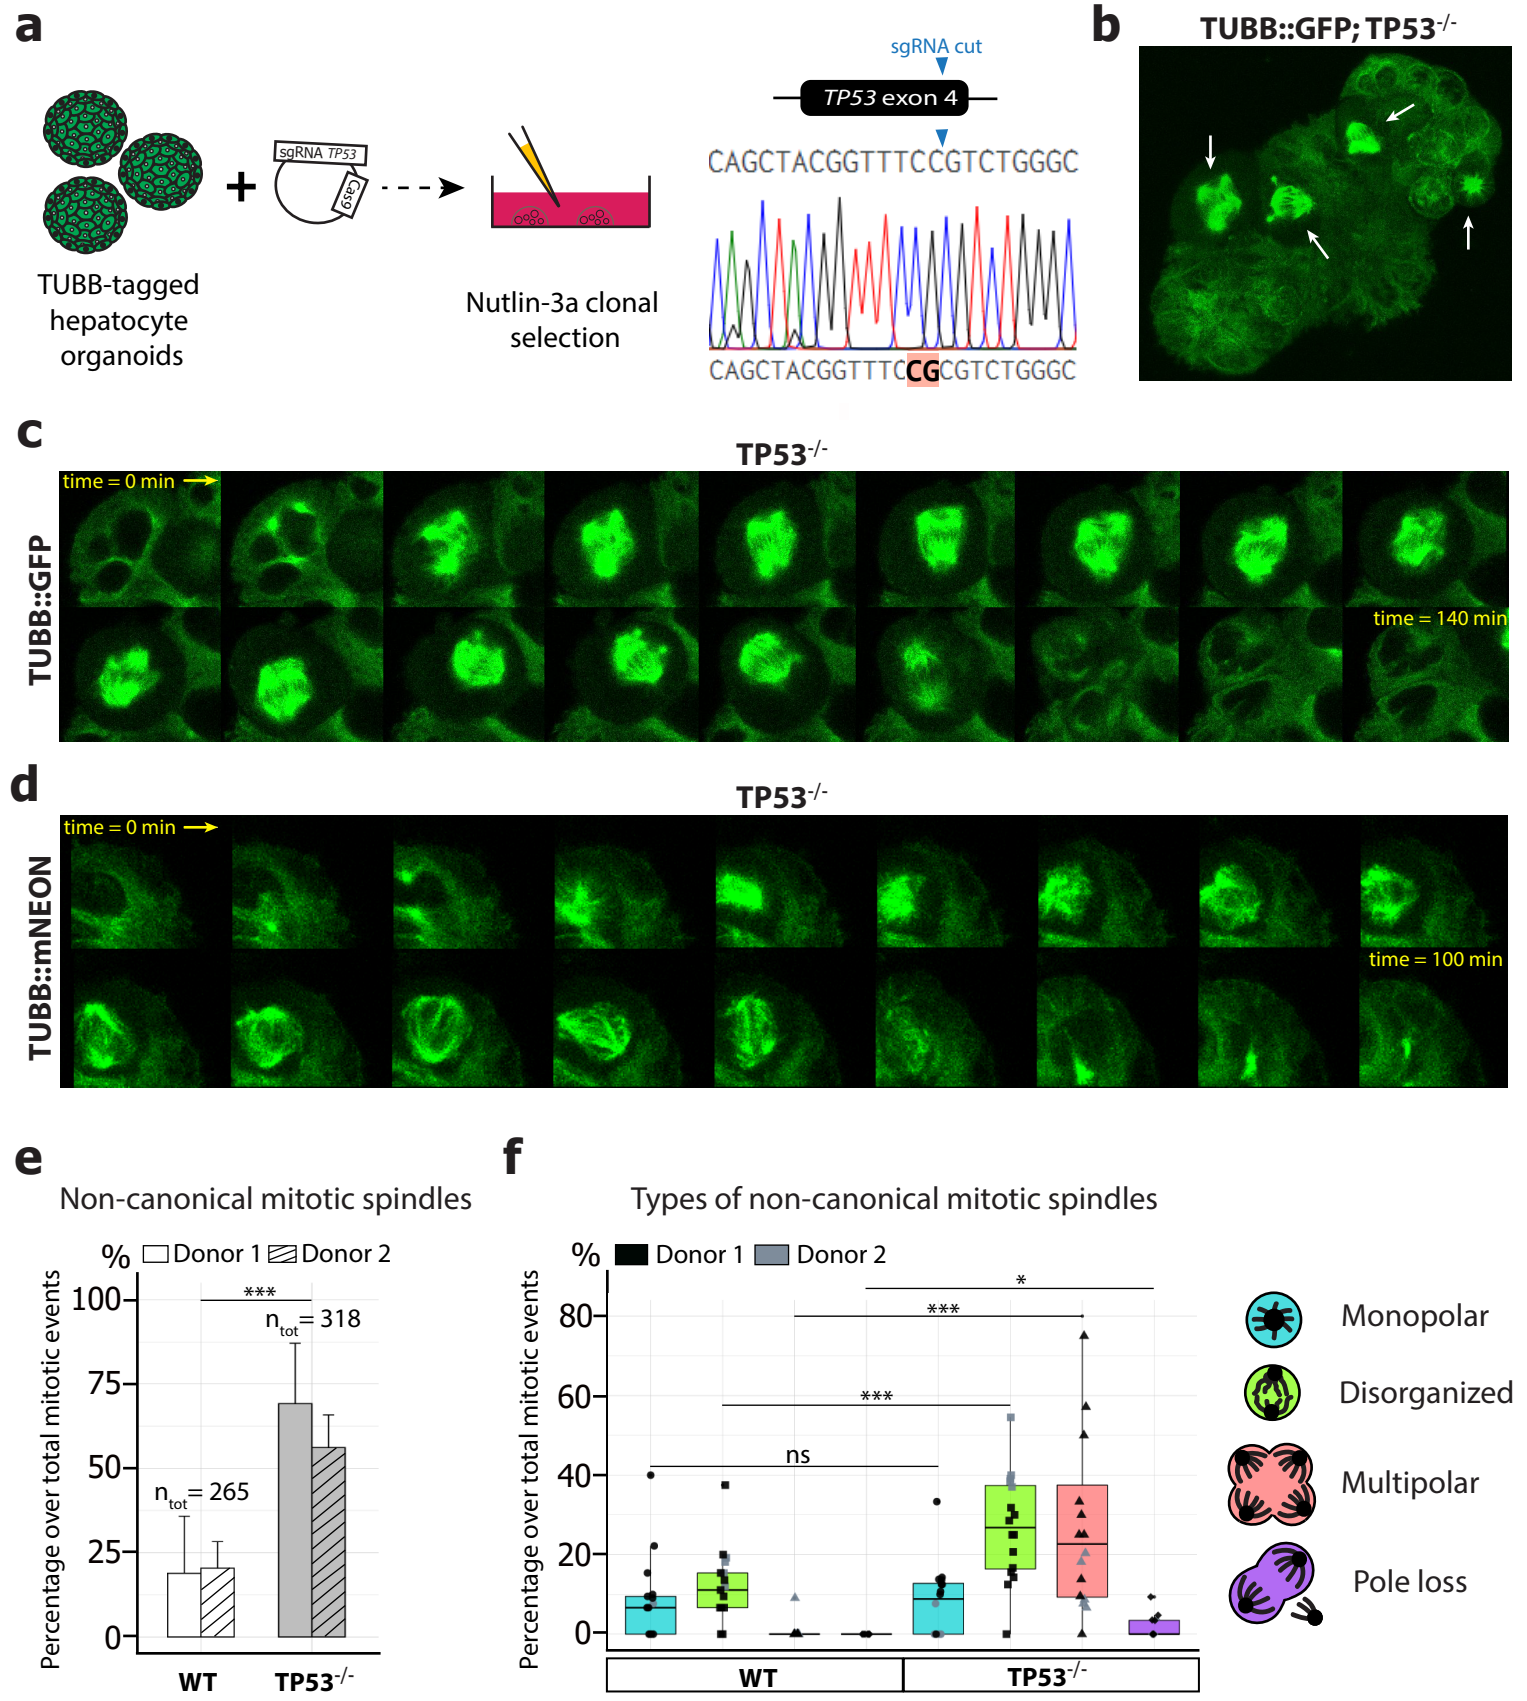 a
sgRNA TP53
Cas9
TUBB-tagged
hepatocyte
organoids
Nutlin-3a clonal
selection
sgRNA cut
TP53 exon 4
CAGCTACGGTTTCCGTCTGGGC
CAGCTACGGTTTCCGCGTCTGGGC
b
TUBB::GFP; TP53-/-
c
TP53-/-
TUBB::GFP
time = 0 min
time = 140 min
d
TP53-/-
TUBB::mNEON
time = 0 min
time = 100 min
e
Non-canonical mitotic spindles
% Donor 1 Donor 2
Percentage over total mitotic events
100
75
50
25
0
***
ntot= 318
ntot= 265
WT TP53-/-
f
Types of non-canonical mitotic spindles
% Donor 1 Donor 2
Percentage over total mitotic events
80
60
40
20
0
*
***
***
ns
WT TP53-/-
Monopolar
Disorganized
Multipolar
Pole loss